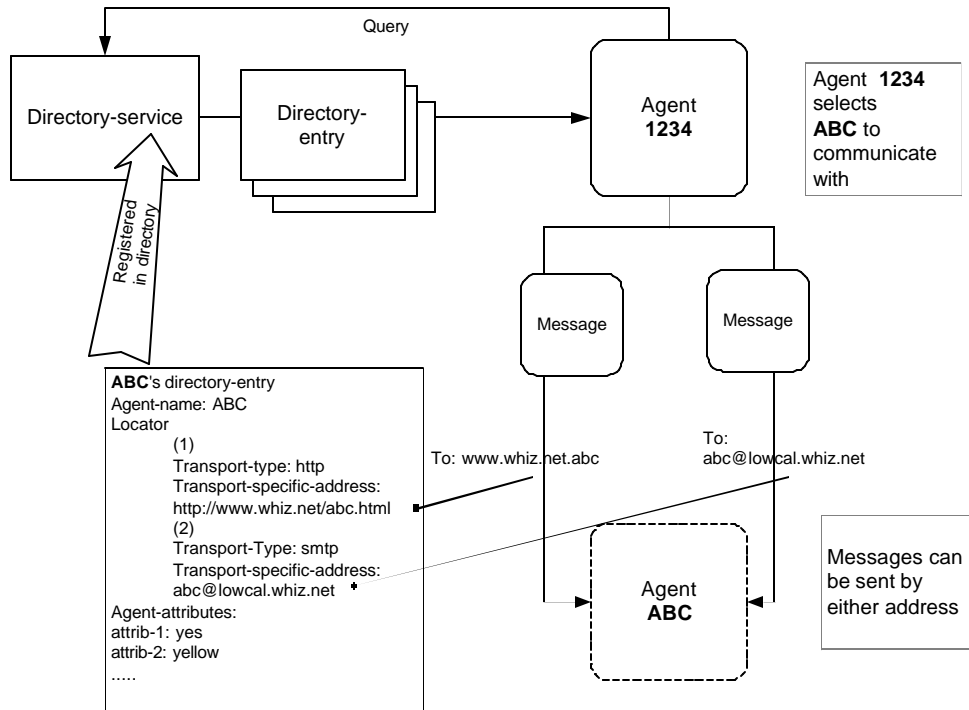 Query
Directory-service
Directory-
entry
Agent
1234
Agent 1234
selects
ABC to
communicate
with
Registered
in directory
Message
Message
ABC's directory-entry
Agent-name: ABC
Locator
(1)
Transport-type: http
Transport-specific-address:
http://www.whiz.net/abc.html
(2)
Transport-Type: smtp
Transport-specific-address:
abc@lowcal.whiz.net
Agent-attributes:
attrib-1: yes
attrib-2: yellow
.....
To: www.whiz.net.abc
To:
abc@lowcal.whiz.net
Agent
ABC
Messages can
be sent by
either address